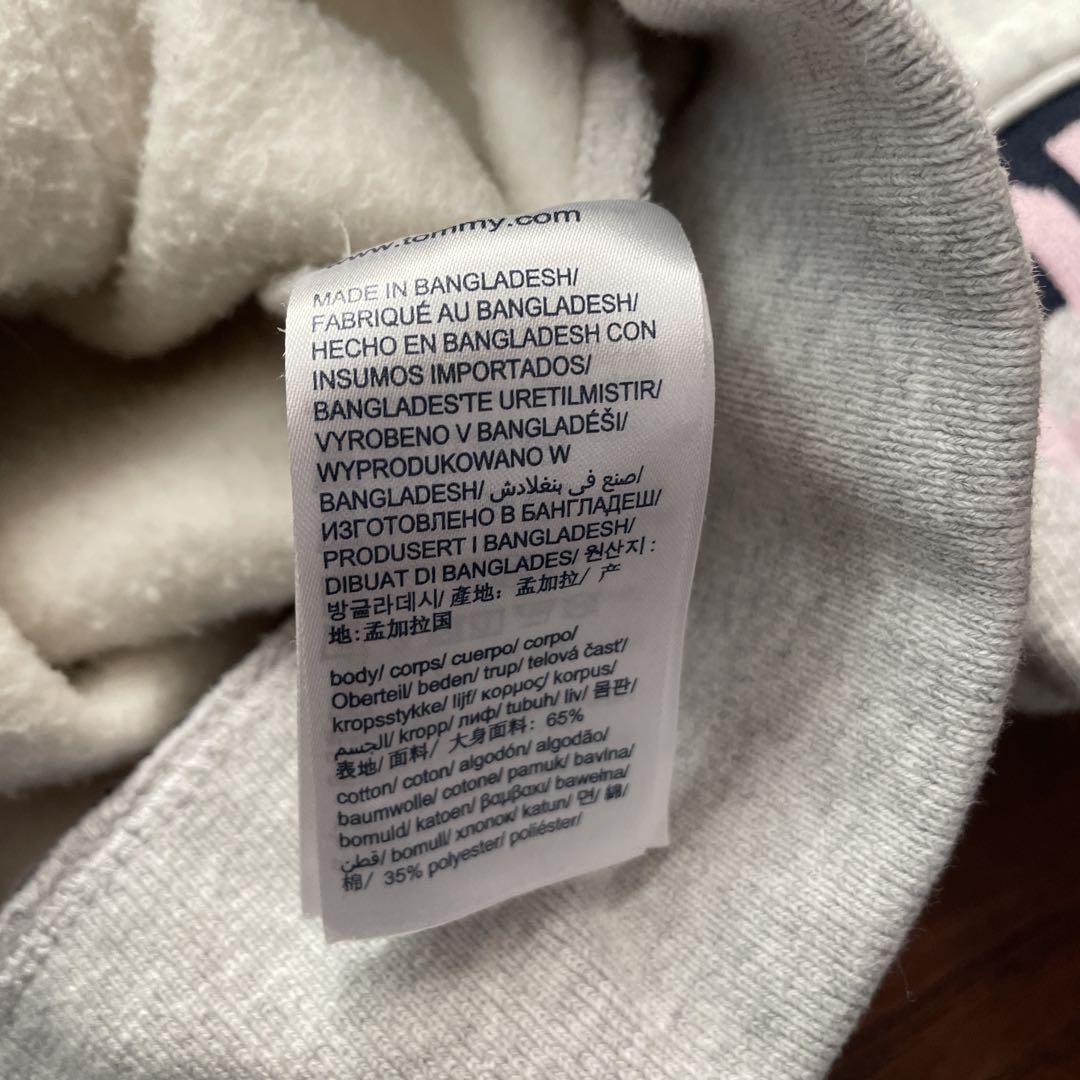 www.tommy.com
MADE IN BANGLADESH/
FABRIQUÉ AU BANGLADESH/
HECHO EN BANGLADESH CON
INSUMOS IMPORTADOS/
BANGLADES'TE URETILMISTIR/
VYROBENO V BANGLADÉŠI/
WYPRODUKOWANO W
BANGLADESH/ صنع في بنغلادش/
ИЗГОТОВЛЕНО В БАНГЛАДЕШ/
PRODUSERT I BANGLADESH/
DIBUAT DI BANGLADES/ 원산지 :
방글라데시/ 產地：孟加拉/ 产
地:孟加拉国
body/ corps/ cuerpo/ corpo/
Oberteil/ beden/ trup/ telová časť/
kropsstykke/ lijf/ κορμος/ korpus/
الجسم/ kropp/ лиф/ tubuh/ liv/ 몸판/
表地/ 面料/ 大身面料：65%
cotton/ coton/ algodón/ algodão/
baumwolle/ cotone/ pamuk/ bavlna/
bomuld/ katoen/ βαμβακι/ bawełna/
قطن/ bomull/ хлопок/ katun/ 면/ 綿/
棉/ 35% polyester/ poliéster/